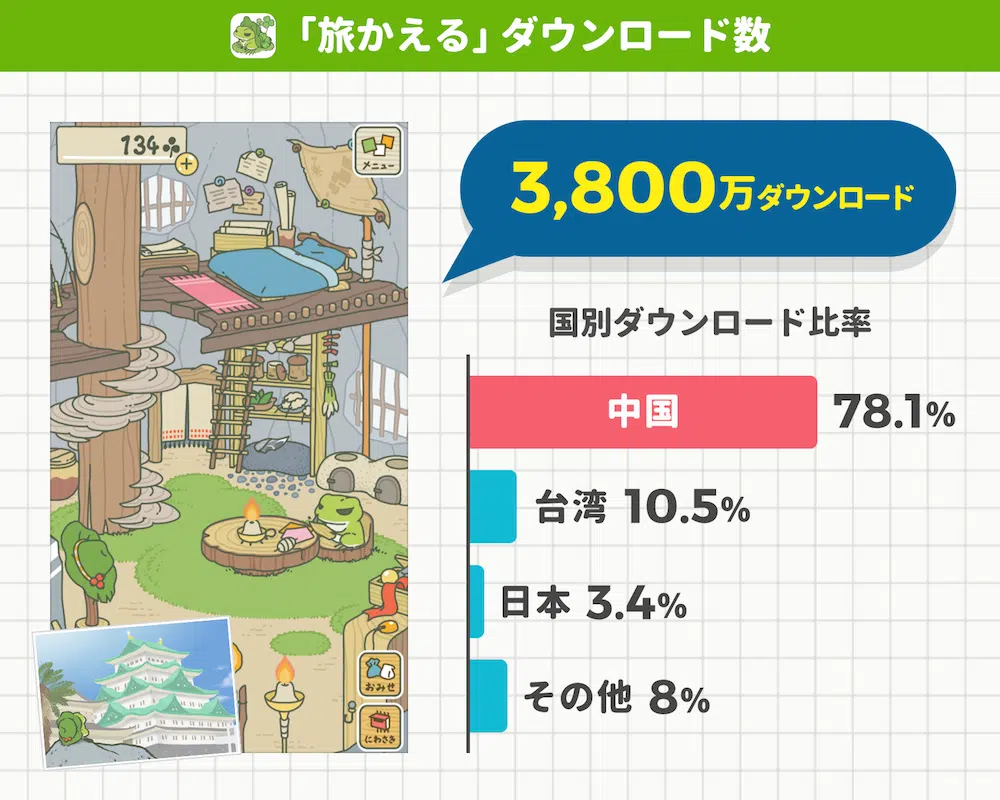 「旅かえる」ダウンロード数
134
メニュー
おみせ
にわさき
3,800万ダウンロード
国別ダウンロード比率
中国 78.1%
台湾 10.5%
日本 3.4%
その他 8%